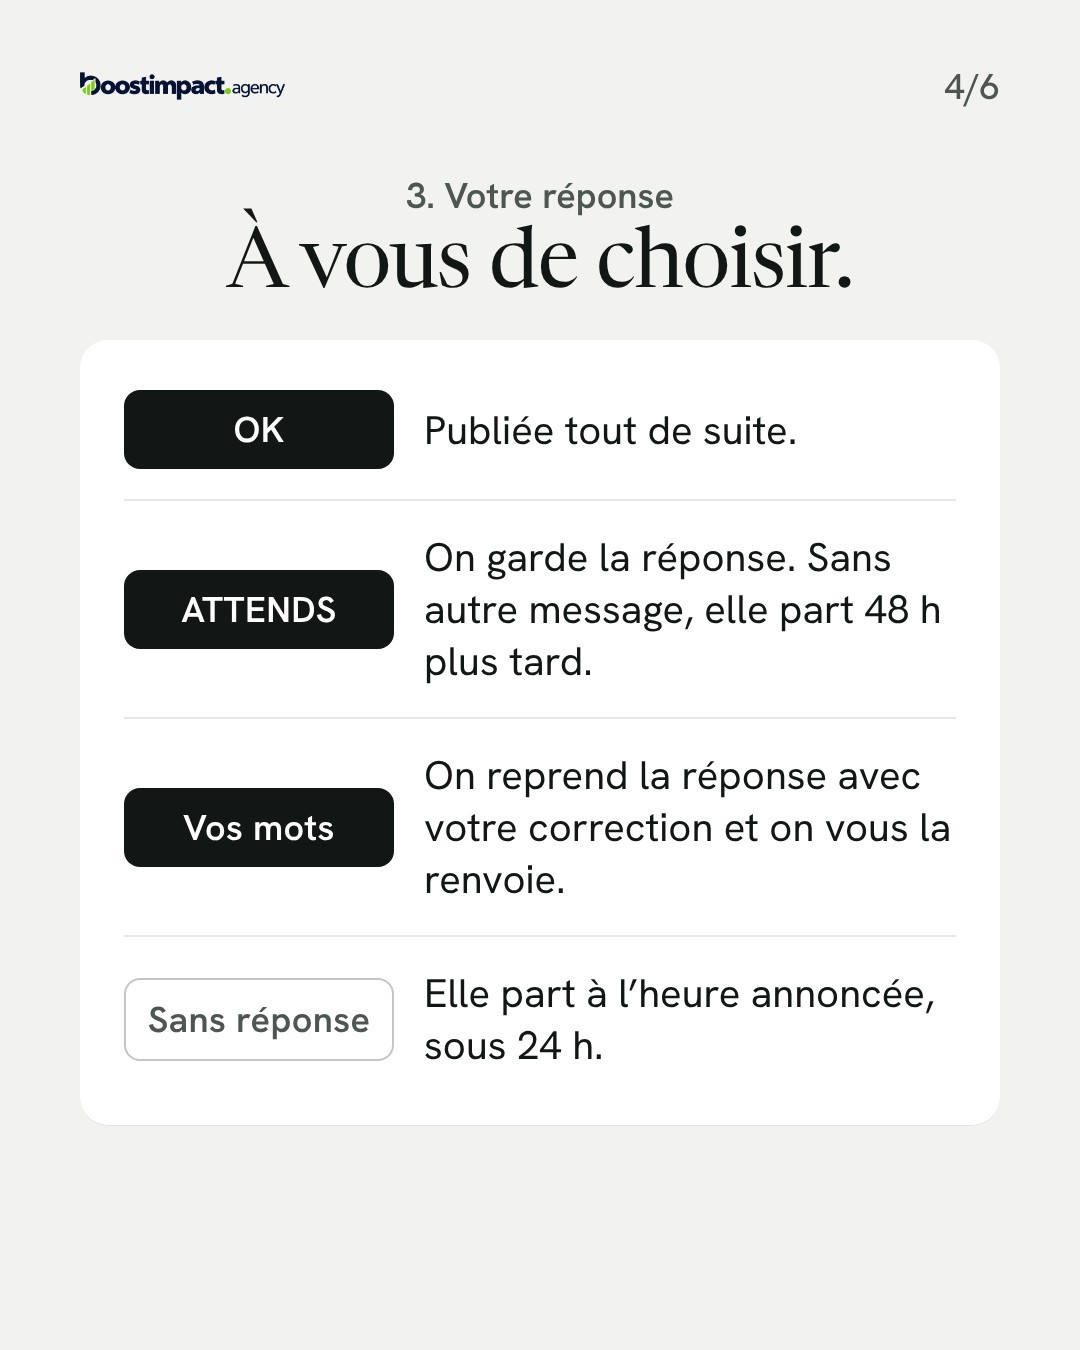 boostimpact.agency
4/6
3. Votre réponse
À vous de choisir.
OK
Publiée tout de suite.
ATTENDS
On garde la réponse. Sans
autre message, elle part 48 h
plus tard.
Vos mots
On reprend la réponse avec
votre correction et on vous la
renvoie.
Sans réponse
Elle part à l’heure annoncée,
sous 24 h.